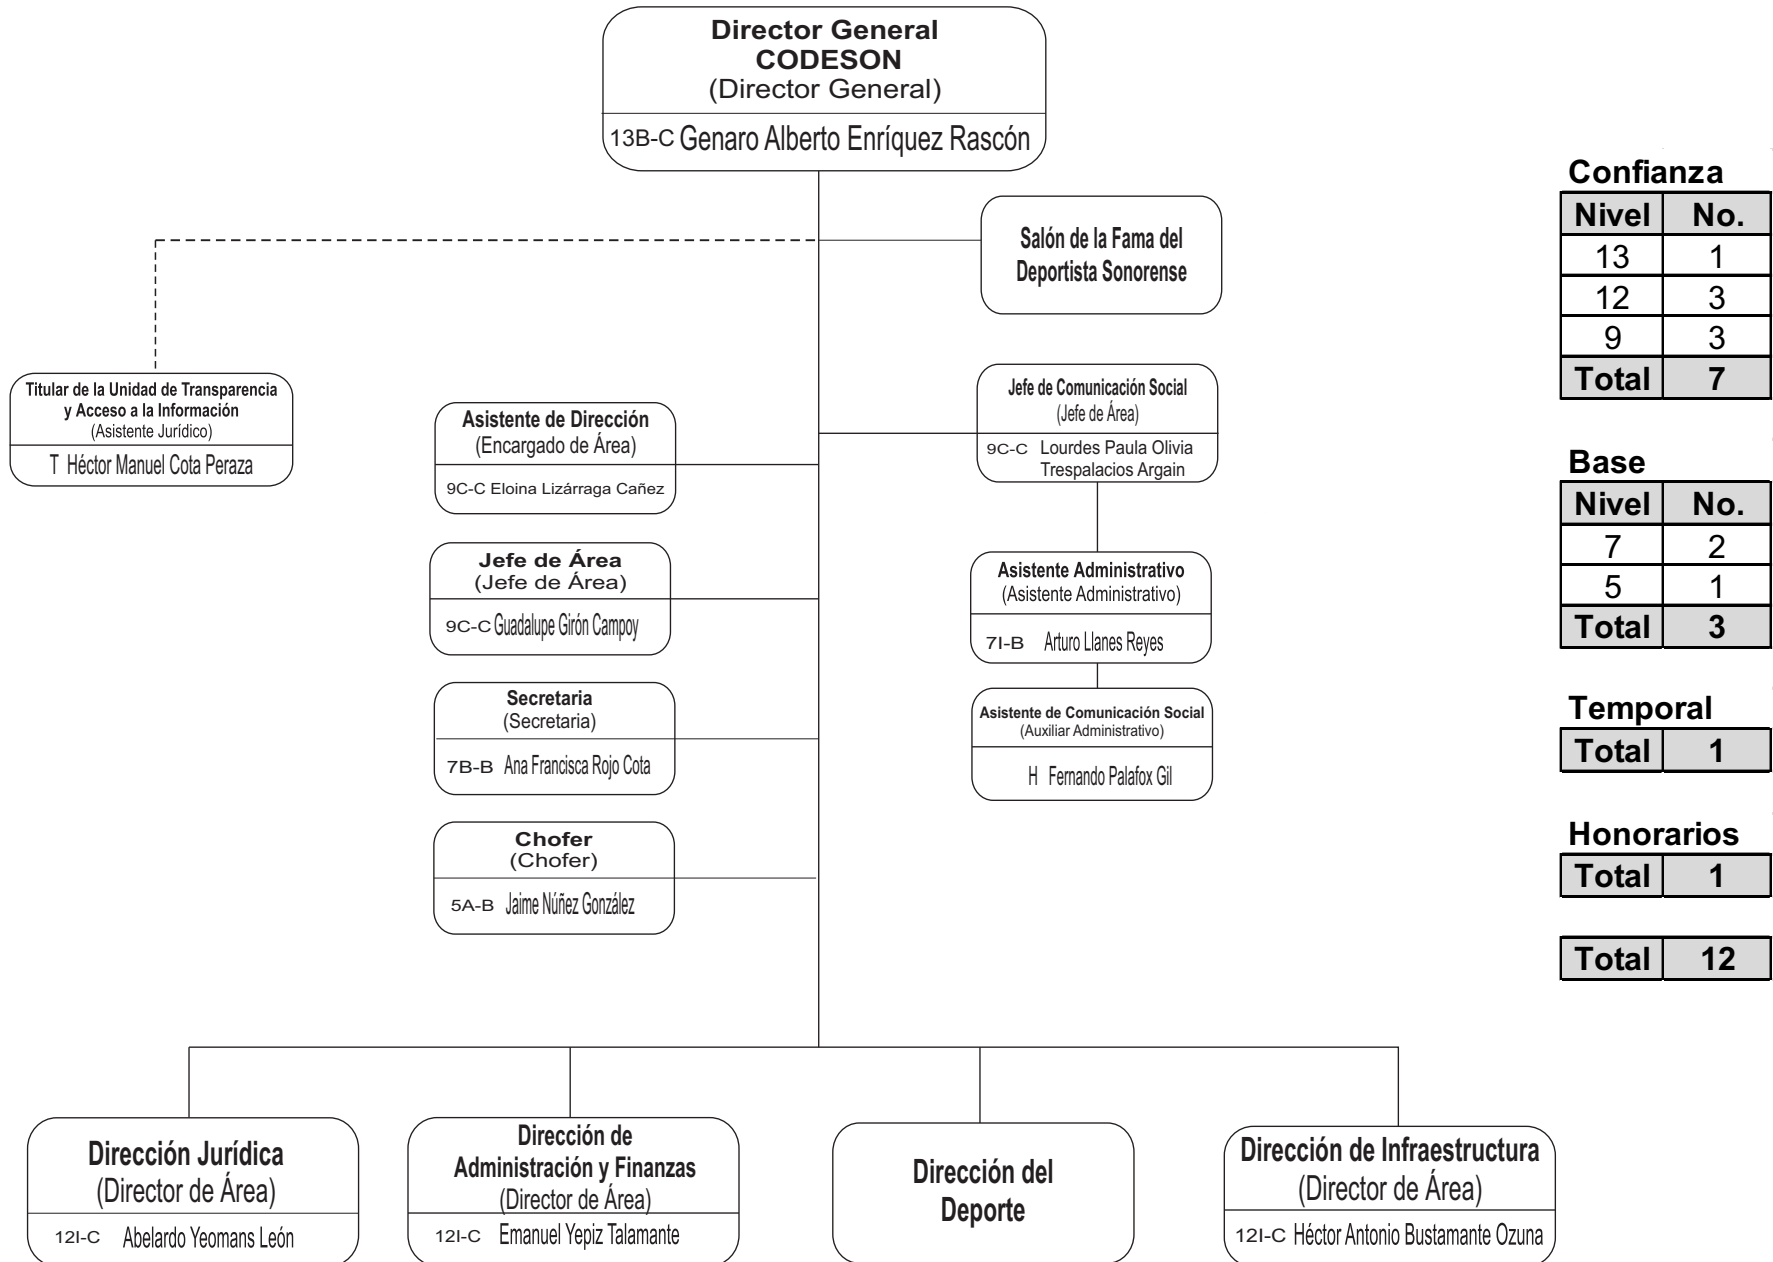 Director General
CODESON
(Director General)
13B-C Genaro Alberto Enríquez Rascón
Salón de la Fama del
Deportista Sonorense
Titular de la Unidad de Transparencia
y Acceso a la Información
(Asistente Jurídico)
T Héctor Manuel Cota Peraza
Asistente de Dirección
(Encargado de Área)
9C-C Eloina Lizárraga Cañez
Jefe de Comunicación Social
(Jefe de Área)
9C-C Lourdes Paula Olivia
Trespalacios Argain
Jefe de Área
(Jefe de Área)
9C-C Guadalupe Girón Campoy
Asistente Administrativo
(Asistente Administrativo)
7I-B Arturo Llanes Reyes
Secretaria
(Secretaria)
7B-B Ana Francisca Rojo Cota
Asistente de Comunicación Social
(Auxiliar Administrativo)
H Fernando Palafox Gil
Chofer
(Chofer)
5A-B Jaime Núñez González
Dirección Jurídica
(Director de Área)
12I-C Abelardo Yeomans León
Dirección de
Administración y Finanzas
(Director de Área)
12I-C Emanuel Yepiz Talamante
Dirección del
Deporte
Dirección de Infraestructura
(Director de Área)
12I-C Héctor Antonio Bustamante Ozuna
Confianza
Nivel No.
13 1
12 3
9 3
Total 7
Base
Nivel No.
7 2
5 1
Total 3
Temporal
Total 1
Honorarios
Total 1
Total 12